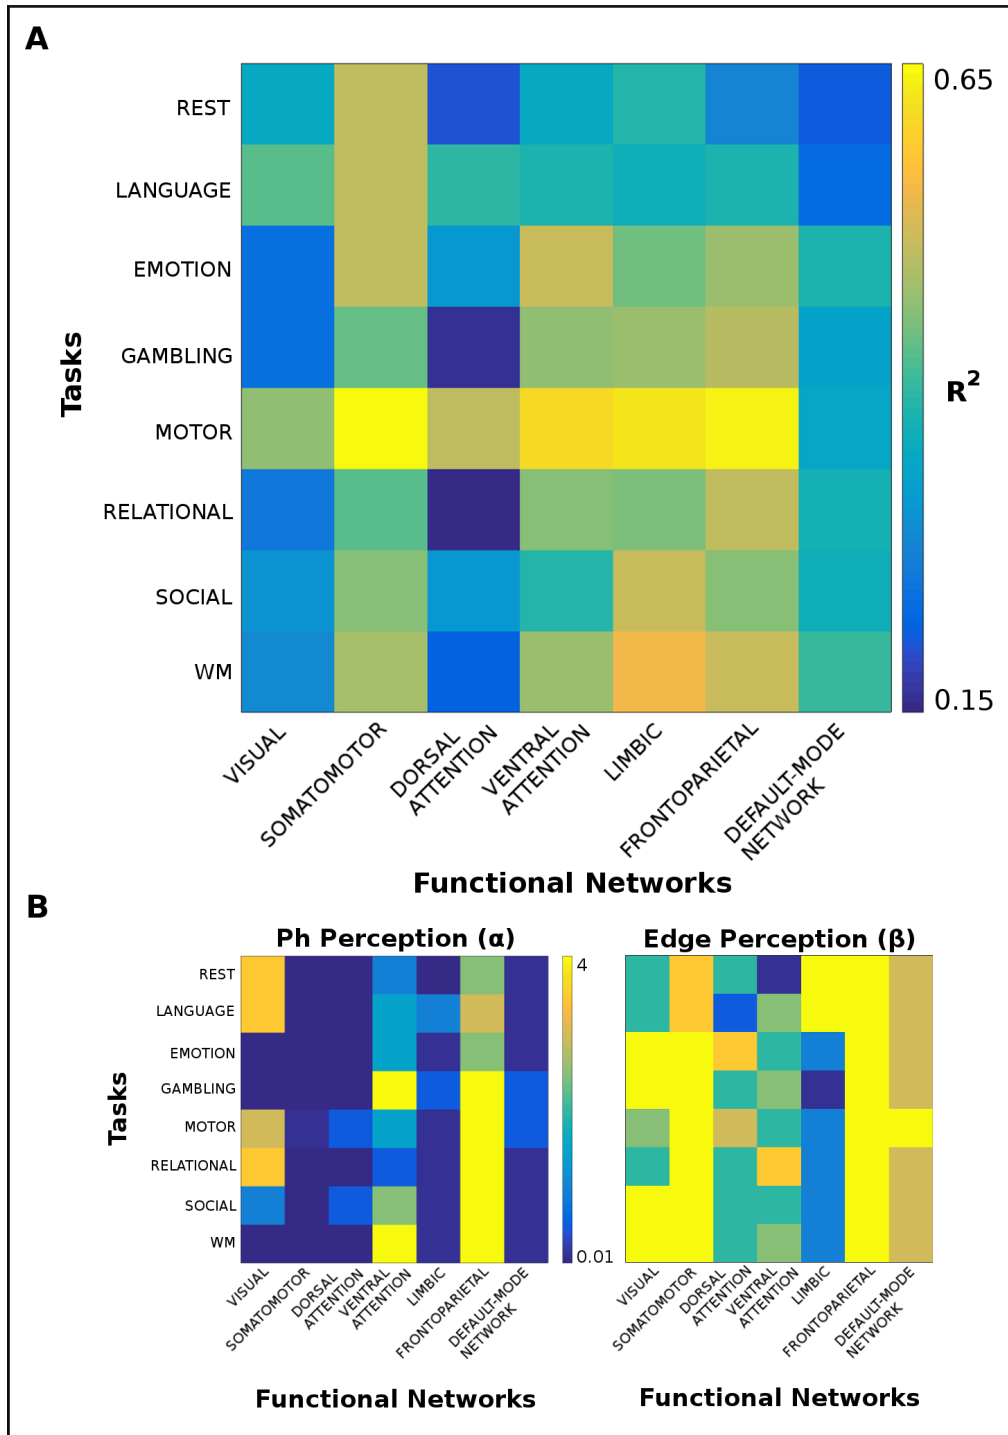 A
REST
LANGUAGE
EMOTION
GAMBLING
MOTOR
RELATIONAL
SOCIAL
WM
Tasks
0.65
R²
0.15
VISUAL
SOMATOMOTOR
DORSAL
ATTENTION
VENTRAL
ATTENTION
LIMBIC
FRONTOPARIETAL
DEFAULT-MODE
NETWORK
Functional Networks
B
Ph Perception (α)
REST
LANGUAGE
EMOTION
GAMBLING
MOTOR
RELATIONAL
SOCIAL
WM
Tasks
4
0.01
VISUAL
SOMATOMOTOR
DORSAL
ATTENTION
VENTRAL
ATTENTION
LIMBIC
FRONTOPARIETAL
DEFAULT-MODE
NETWORK
Functional Networks
Edge Perception (β)
VISUAL
SOMATOMOTOR
DORSAL
ATTENTION
VENTRAL
ATTENTION
LIMBIC
FRONTOPARIETAL
DEFAULT-MODE
NETWORK
Functional Networks